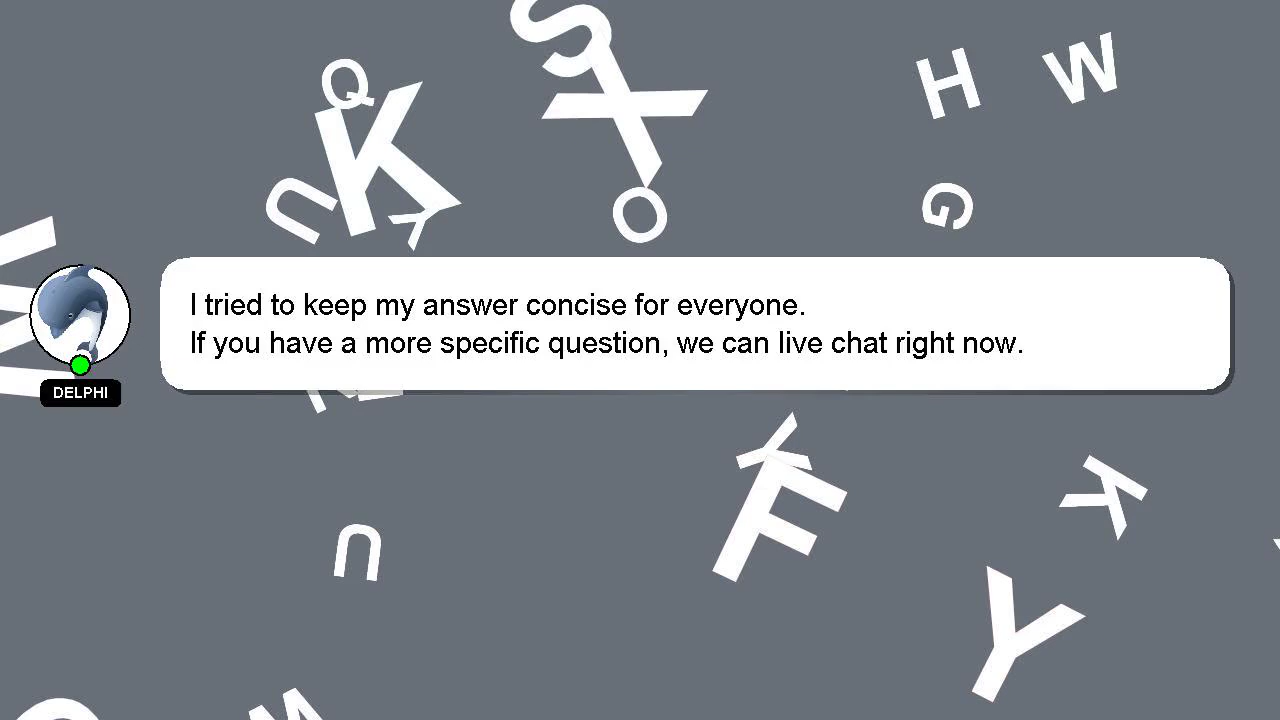 S
Q
H
W
K
X
U
Y
O
G
I tried to keep my answer concise for everyone.
If you have a more specific question, we can live chat right now.
DELPHI
Y
F
K
U
Y
M